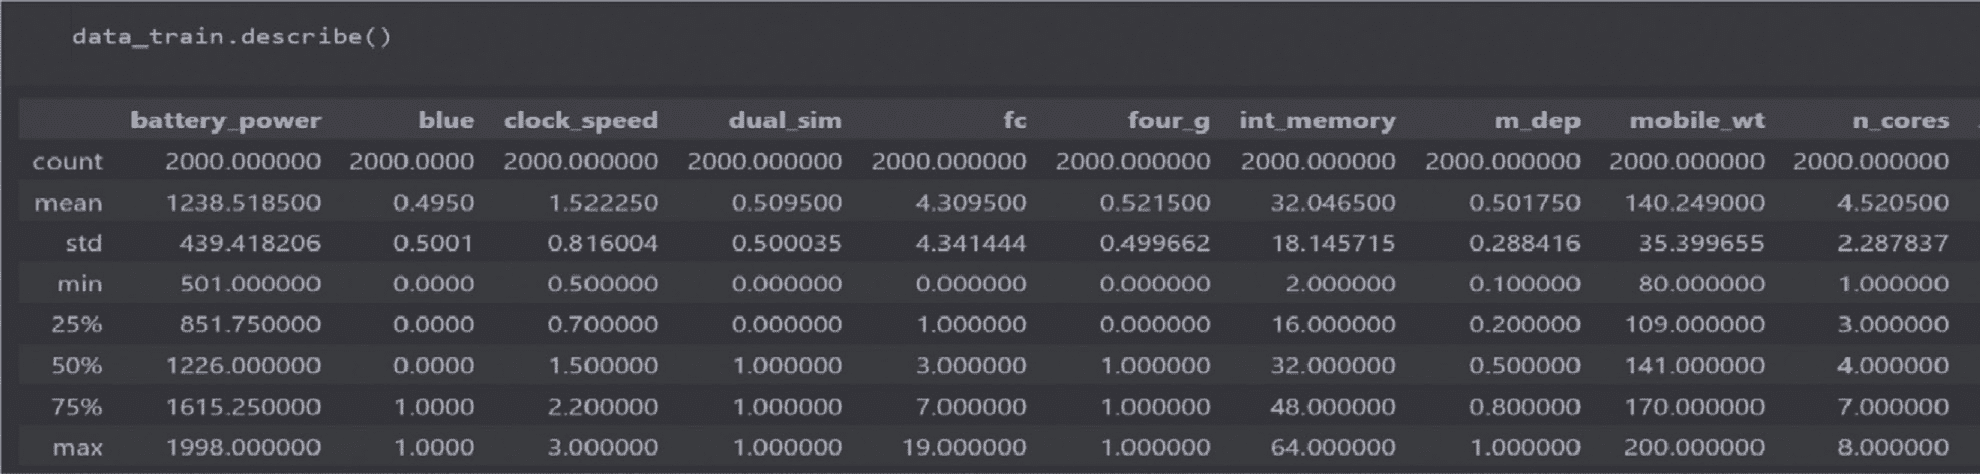 data_train.describe()
battery_power blue clock_speed dual_sim fc four_g int_memory m_dep mobile_wt n_cores
count 2000.000000 2000.0000 2000.000000 2000.000000 2000.000000 2000.000000 2000.000000 2000.000000 2000.000000 2000.000000
mean 1238.518500 0.4950 1.522250 0.509500 4.309500 0.521500 32.046500 0.501750 140.249000 4.520500
std 439.418206 0.5001 0.816004 0.500035 4.341444 0.499662 18.145715 0.288416 35.399655 2.287837
min 501.000000 0.0000 0.500000 0.000000 0.000000 0.000000 2.000000 0.100000 80.000000 1.000000
25% 851.750000 0.0000 0.700000 0.000000 1.000000 0.000000 16.000000 0.200000 109.000000 3.000000
50% 1226.000000 0.0000 1.500000 1.000000 3.000000 1.000000 32.000000 0.500000 141.000000 4.000000
75% 1615.250000 1.0000 2.200000 1.000000 7.000000 1.000000 48.000000 0.800000 170.000000 7.000000
max 1998.000000 1.0000 3.000000 1.000000 19.000000 1.000000 64.000000 1.000000 200.000000 8.000000